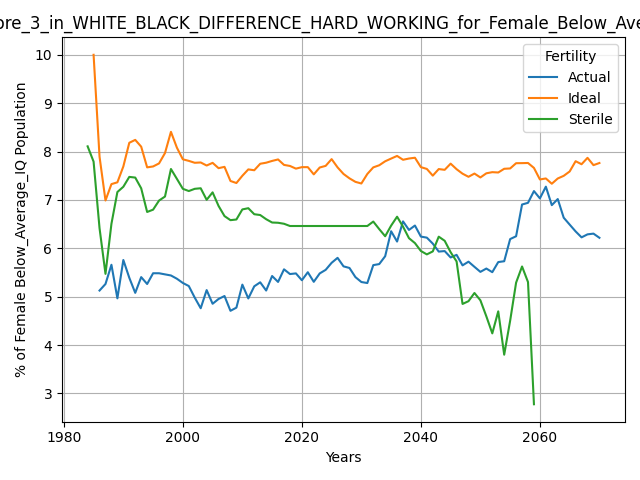 ore_3_in_WHITE_BLACK_DIFFERENCE_HARD_WORKING_for_Female_Below_Ave
Fertility
Actual
Ideal
Sterile
10
9
8
7
6
5
4
3
% of Female Below_Average_IQ Population
1980
2000
2020
2040
2060
Years